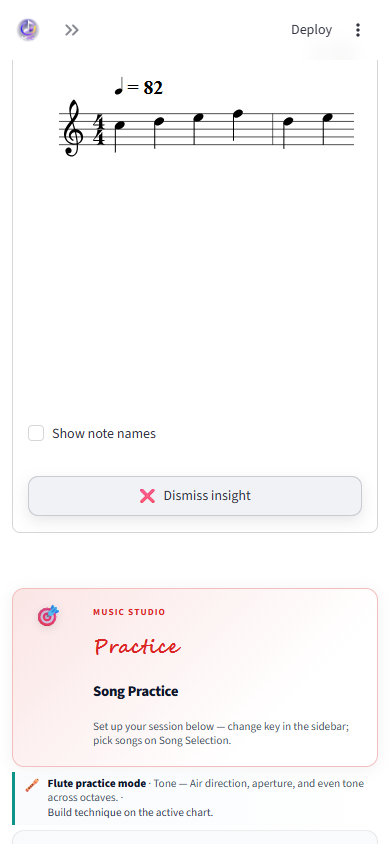 Deploy
= 82
4
4
Show note names
Dismiss insight
MUSIC STUDIO
Practice
Song Practice
Set up your session below — change key in the sidebar;
pick songs on Song Selection.
Flute practice mode · Tone — Air direction, aperture, and even tone
across octaves. ·
Build technique on the active chart.